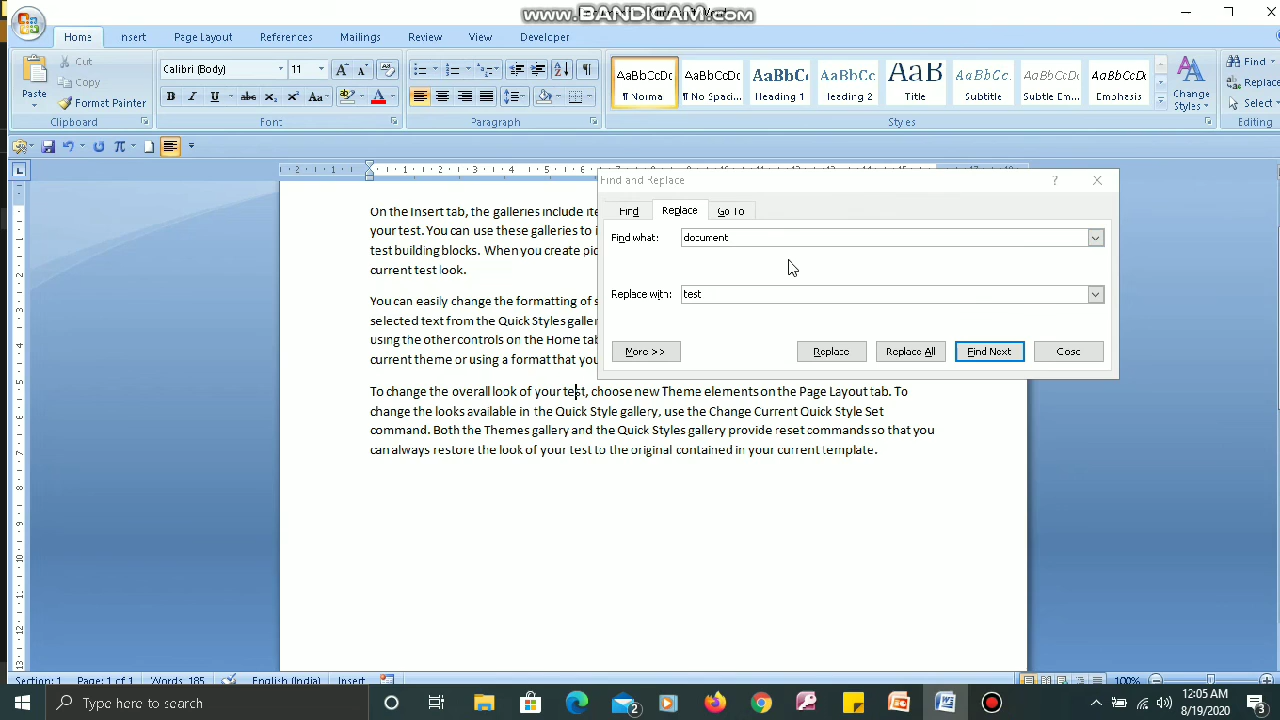 www.BANDICAM.com
Home Insert Page Layout References Mailings Review View Developer
Paste
Cut
Copy
Format Painter
Clipboard
Calibri (Body) 11
Font
Paragraph
AaBbCcDc AaBbCcDc AaBbCc AaBbCc AaB AaBbCc. AaBbCcDc AaBbCcDc
¶ Norma ¶ No Spaci... Heading 1 Heading 2 Title Subtitle Subtle Em... Emphasis
Change Styles
Styles
Find
Replace
Select
Editing
Find and Replace
Find Replace Go To
Find what: document
Replace with: test
More >> Replace Replace All Find Next Close
On the Insert tab, the galleries include ite
your test. You can use these galleries to i
test building blocks. When you create pic
current test look.
You can easily change the formatting of s
selected text from the Quick Styles galler
using the other controls on the Home tab
current theme or using a format that you
To change the overall look of your test, choose new Theme elements on the Page Layout tab. To
change the looks available in the Quick Style gallery, use the Change Current Quick Style Set
command. Both the Themes gallery and the Quick Styles gallery provide reset commands so that you
can always restore the look of your test to the original contained in your current template.
Section: 1 Page: 1 of 1 Words: 185 English (India) Insert 100%
Type here to search
2
12:05 AM
8/19/2020
3